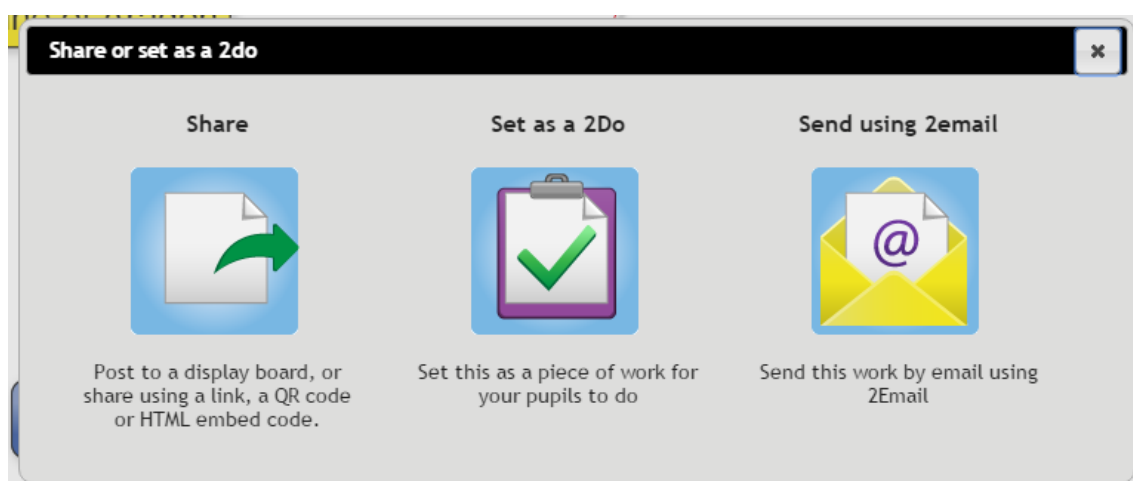 Share or set as a 2do
Share
Set as a 2Do
Send using 2email
@
Post to a display board, or
share using a link, a QR code
or HTML embed code.
Set this as a piece of work for
your pupils to do
Send this work by email using
2Email